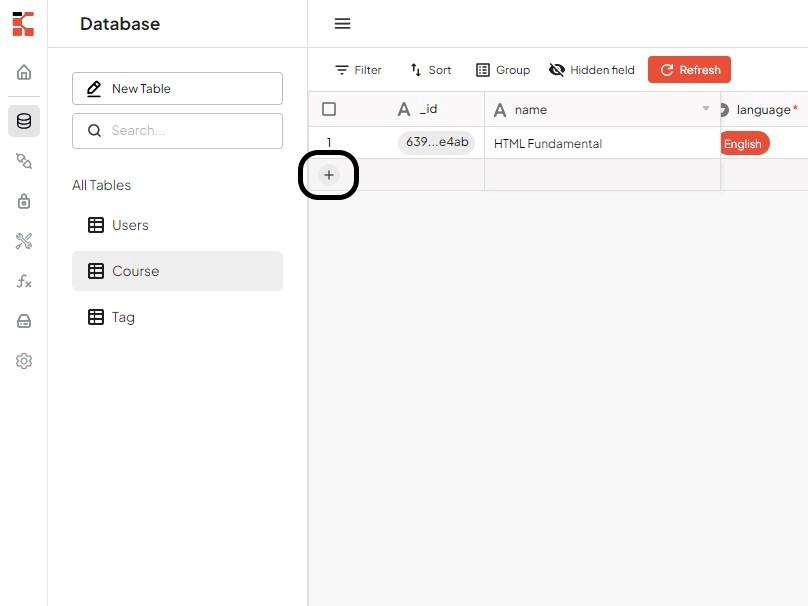 Database
New Table
Search...
All Tables
Users
Course
Tag
Filter Sort Group Hidden field Refresh
_id name language*
1 639...e4ab HTML Fundamental English